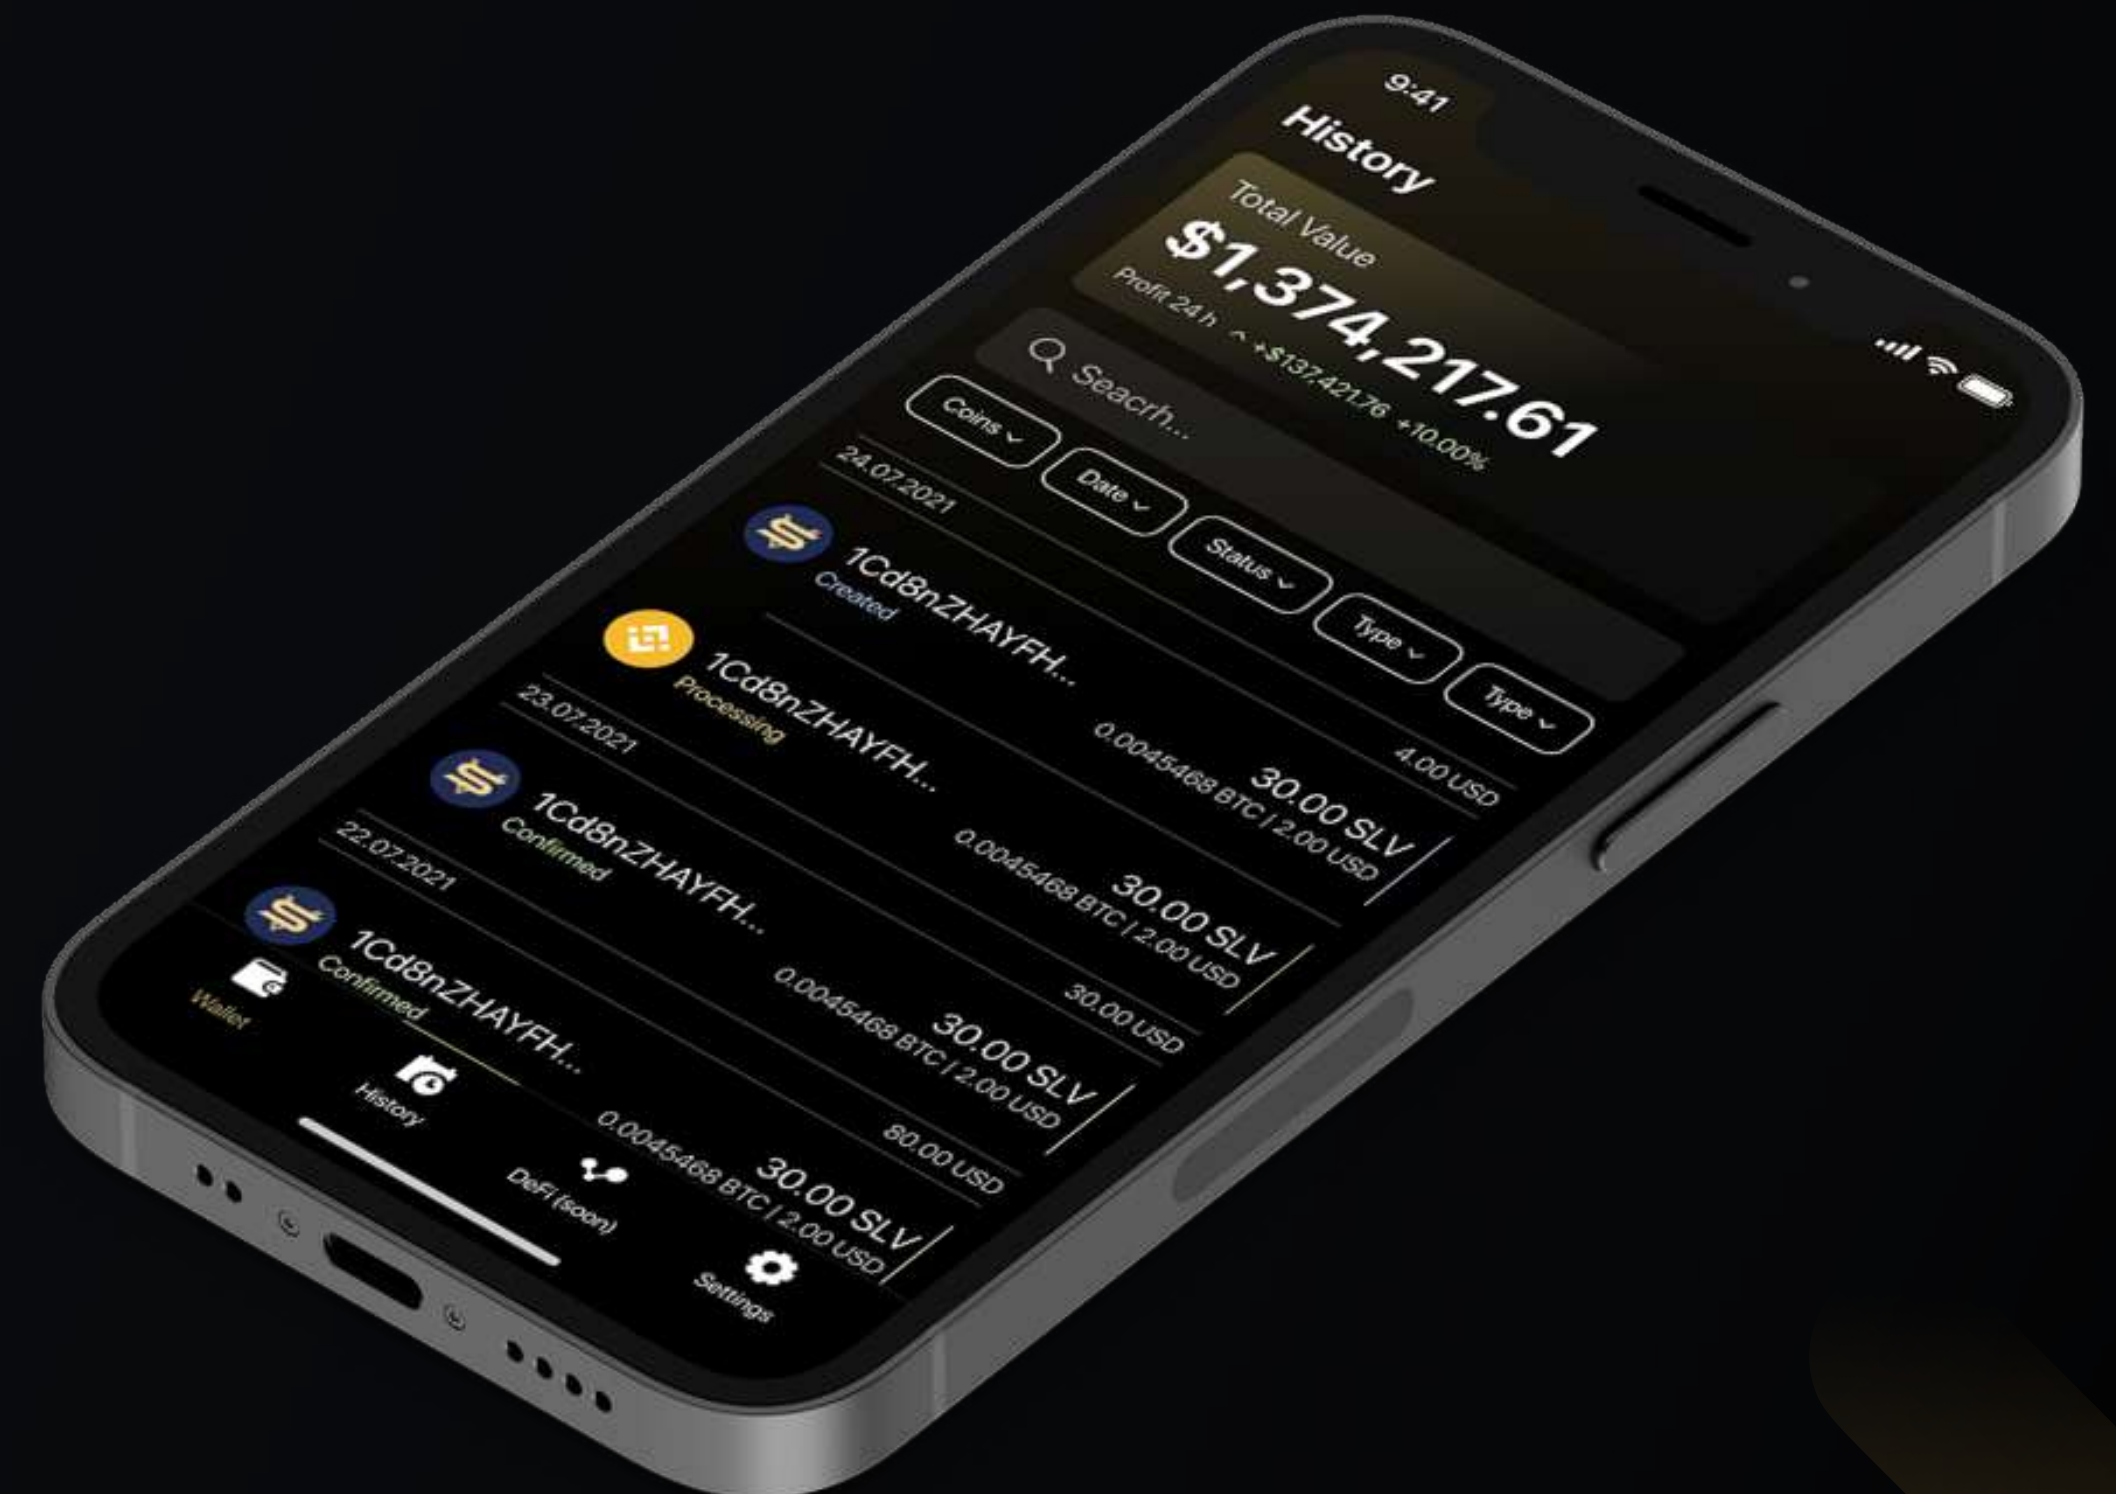 9:41
History
Total Value
$1,374,217.61
Profit 24 h ^ +$137,421.76 +10.00%
Seacrh...
Coins Date Status Type Type
24.07.2021 4.00 USD
1Cd8nZHAYFH... 30.00 SLV
Created 0.0045468 BTC | 2.00 USD
1Cd8nZHAYFH... 30.00 SLV
Processing 0.0045468 BTC | 2.00 USD
23.07.2021 30.00 USD
1Cd8nZHAYFH... 30.00 SLV
Confirmed 0.0045468 BTC | 2.00 USD
22.07.2021 80.00 USD
1Cd8nZHAYFH... 30.00 SLV
Confirmed 0.0045468 BTC | 2.00 USD
Wallet History DeFi (soon) Settings